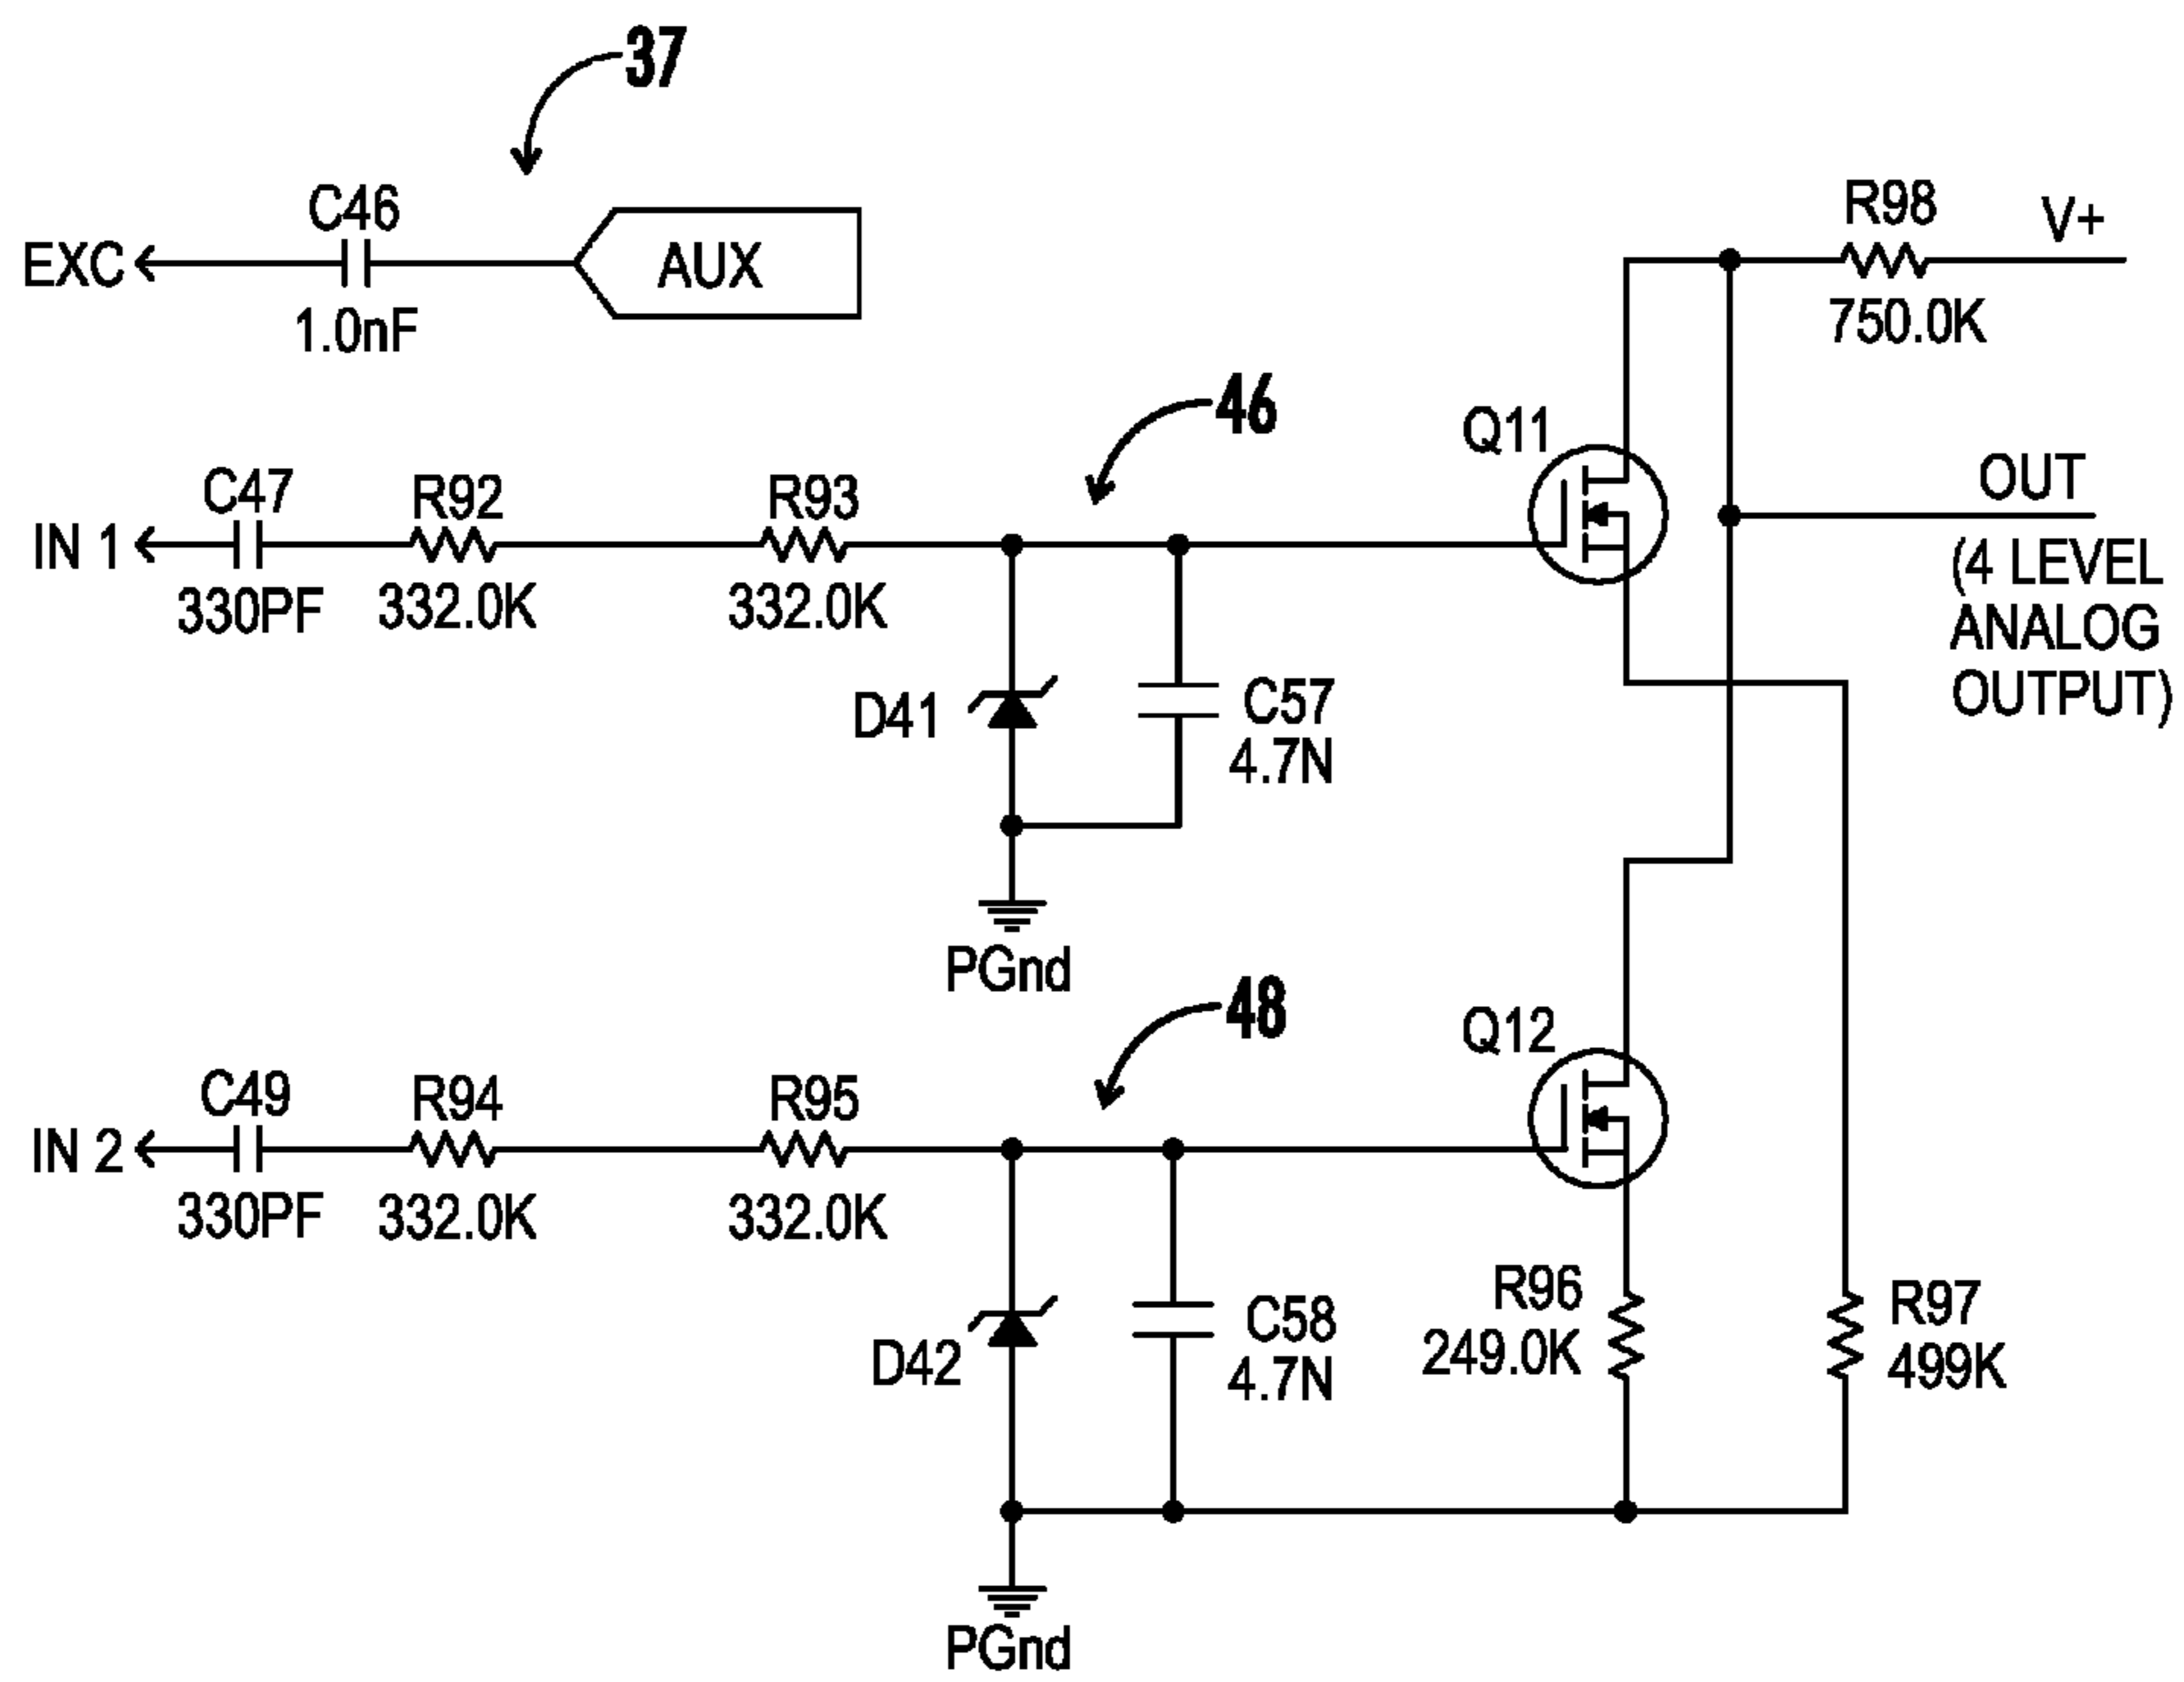 37
C46
EXC
AUX
1.0nF
R98
V+
750.0K
46
Q11
OUT
(4 LEVEL
ANALOG
OUTPUT)
IN 1
C47
330PF
R92
332.0K
R93
332.0K
D41
C57
4.7N
PGnd
48
Q12
IN 2
C49
330PF
R94
332.0K
R95
332.0K
D42
C58
4.7N
R96
249.0K
R97
499K
PGnd